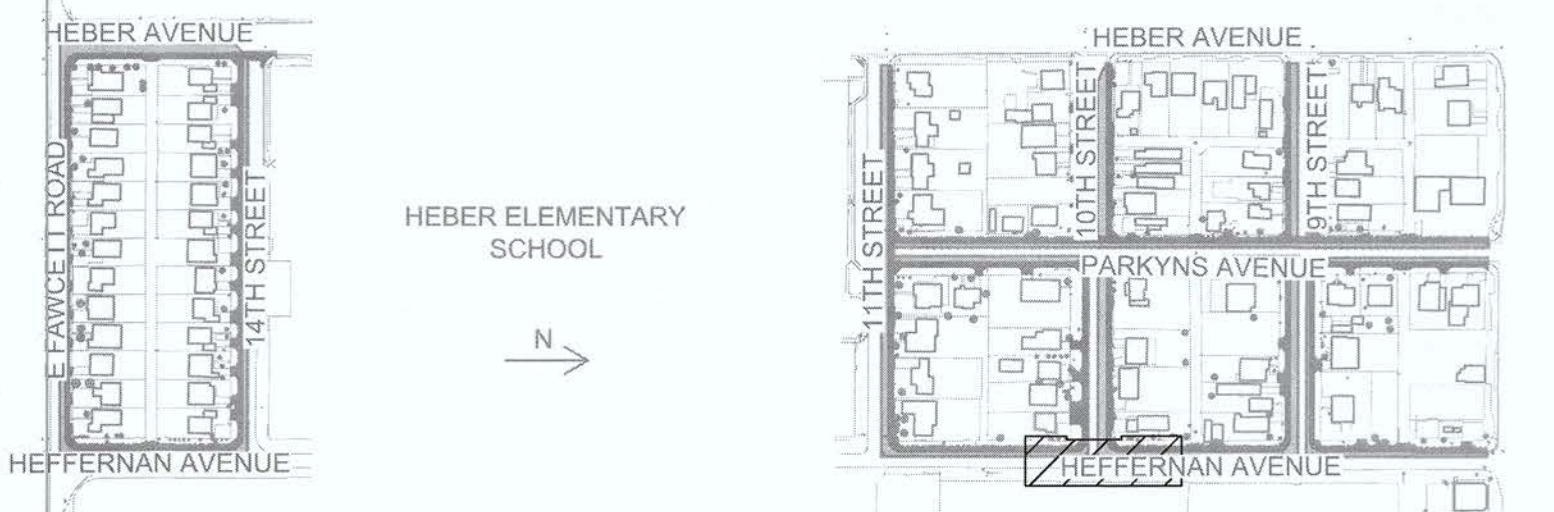 HEBER AVENUE
E FAWCETT ROAD
14TH STREET
HEFFERNAN AVENUE
HEBER ELEMENTARY
SCHOOL
N
HEBER AVENUE
11TH STREET
10TH STREET
9TH STREET
PARKYNS AVENUE
HEFFERNAN AVENUE